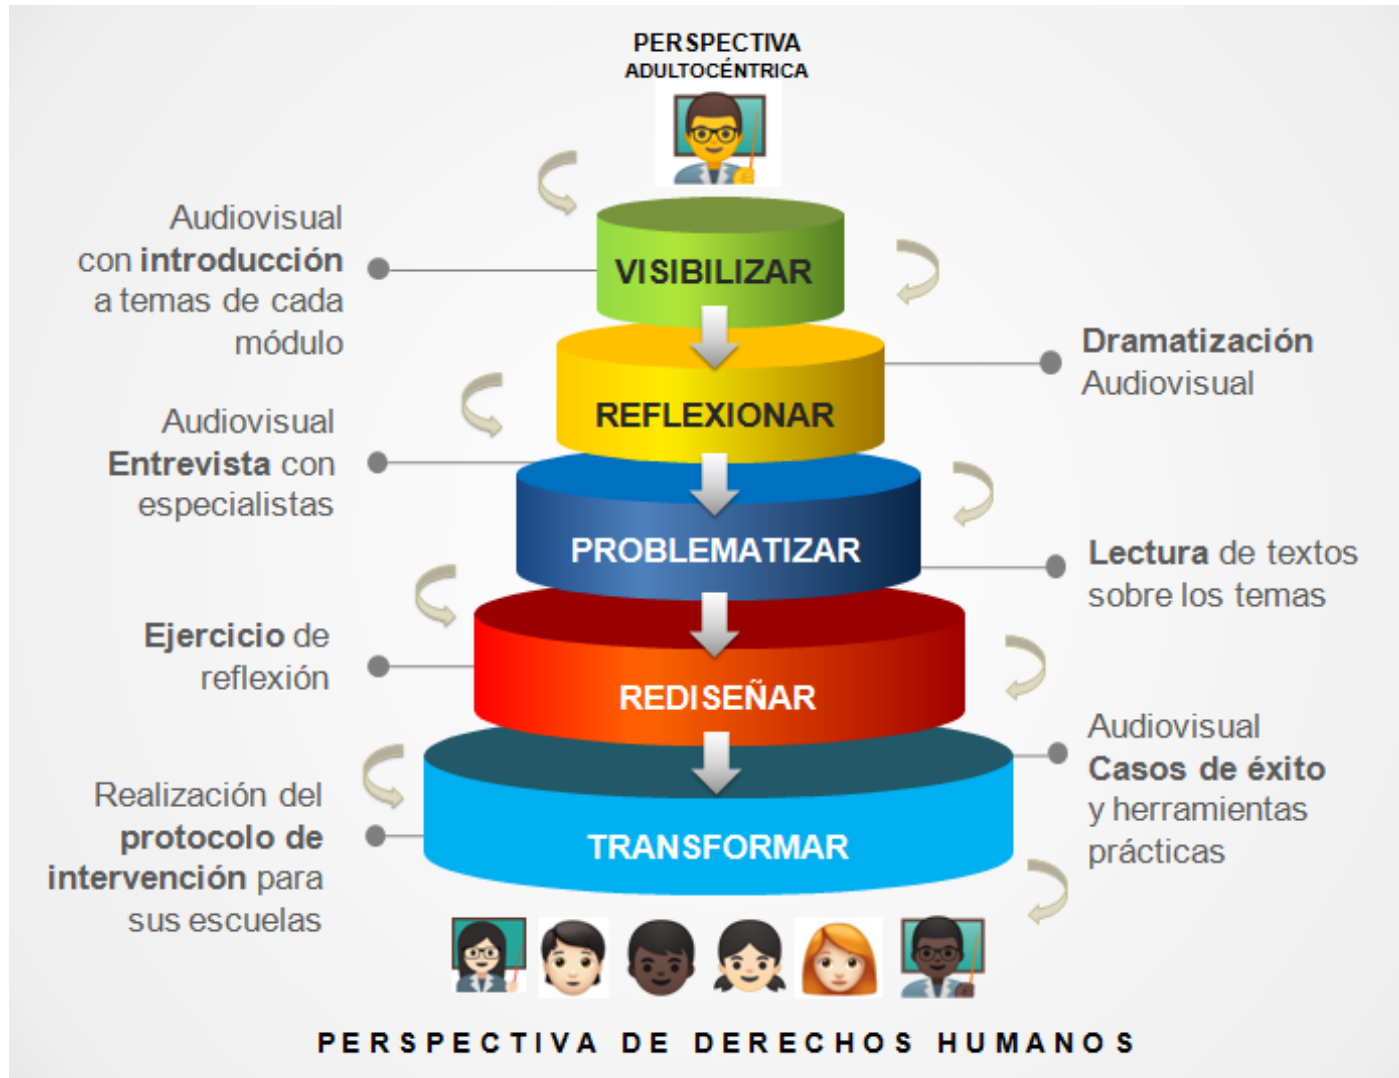 PERSPECTIVA
ADULTOCÉNTRICA
VISIBILIZAR
Audiovisual
con introducción
a temas de cada
módulo
REFLEXIONAR
Dramatización
Audiovisual
Audiovisual
Entrevista con
especialistas
PROBLEMATIZAR
Lectura de textos
sobre los temas
Ejercicio de
reflexión
REDISEÑAR
Audiovisual
Casos de éxito
y herramientas
prácticas
Realización del
protocolo de
intervención para
sus escuelas
TRANSFORMAR
PERSPECTIVA DE DERECHOS HUMANOS